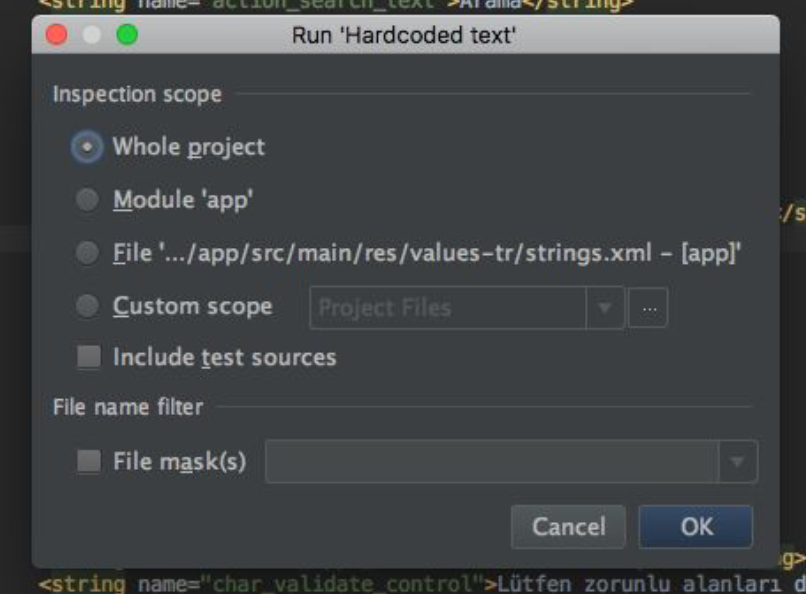 <string name="action_search_text">Arama</string>
Run 'Hardcoded text'
Inspection scope
Whole project
Module 'app'
/s
File '.../app/src/main/res/values-tr/strings.xml – [app]'
Custom scope
Project Files
...
Include test sources
File name filter
File mask(s)
Cancel
OK
<string name="char_validate_control">Lütfen zorunlu alanları d